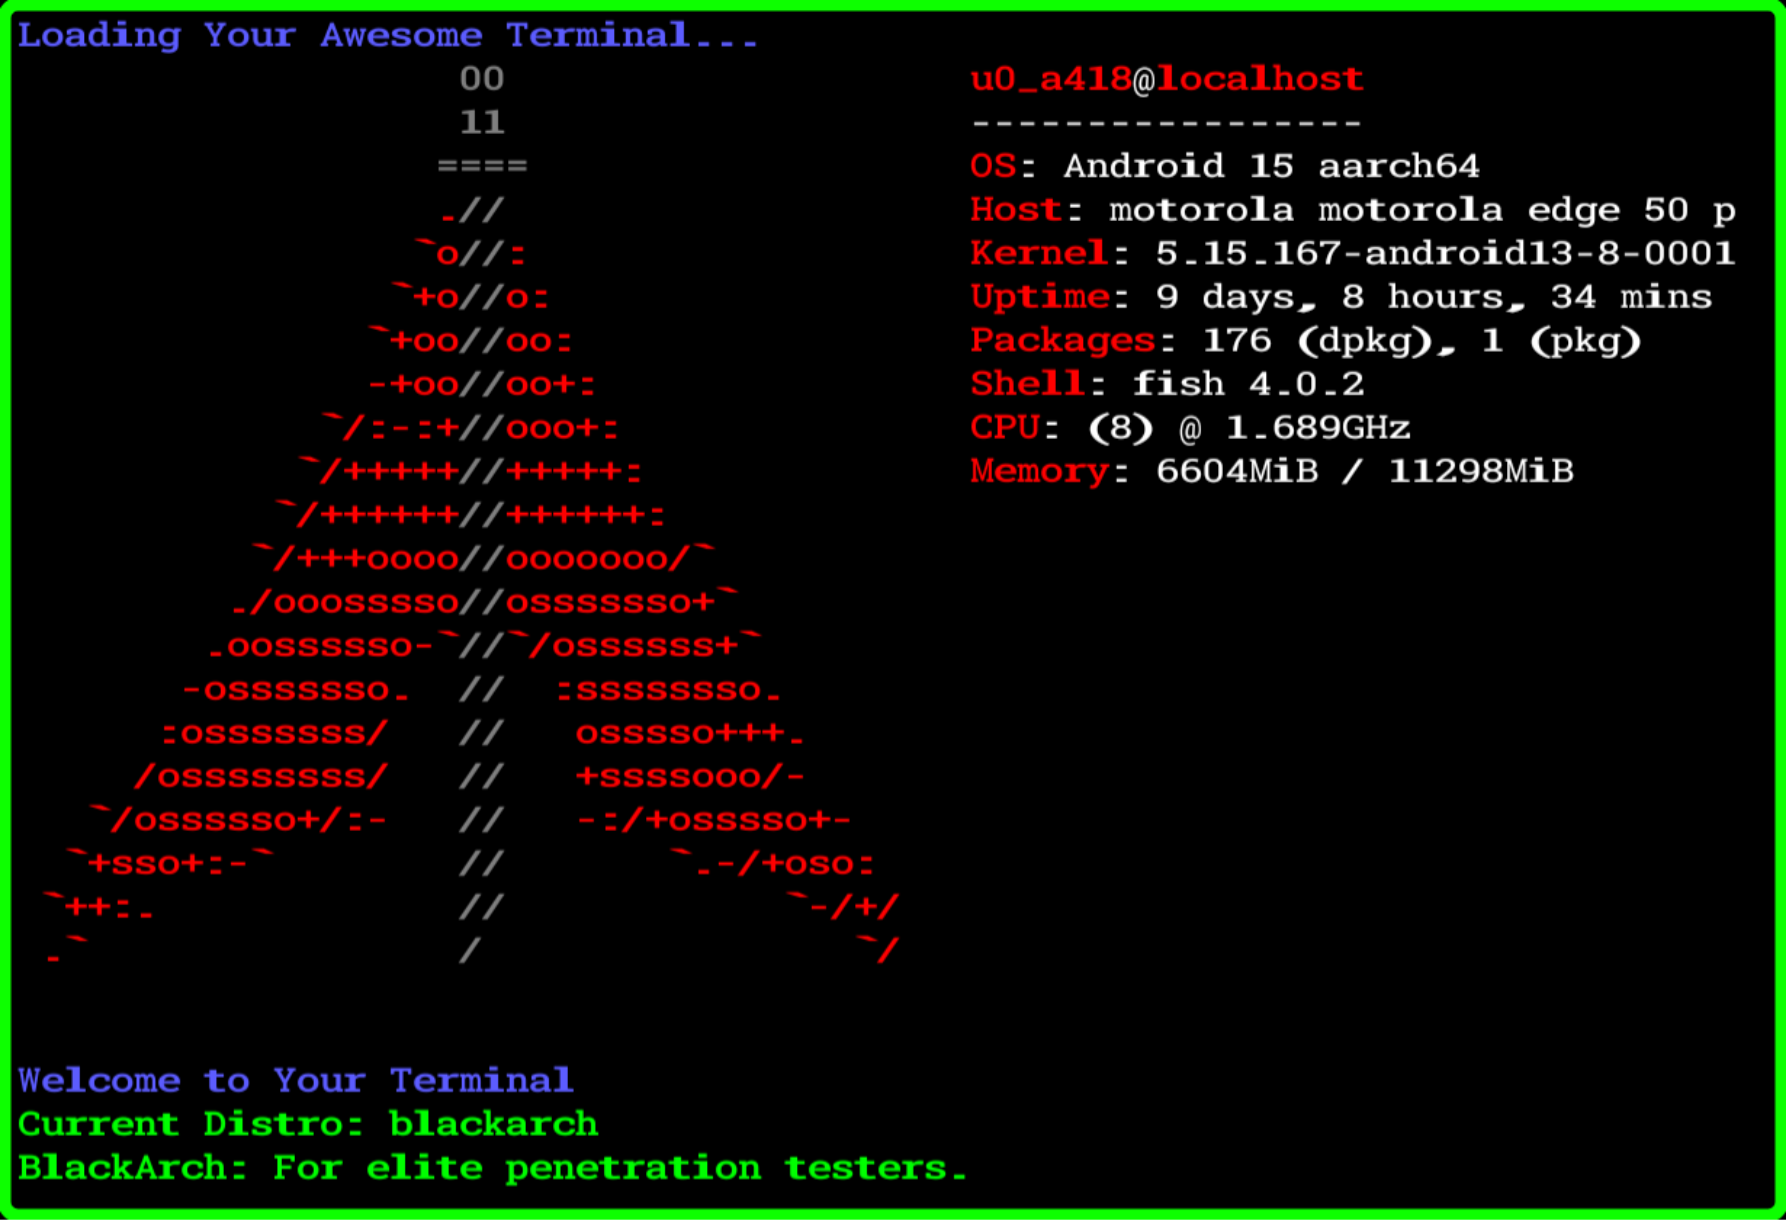 Loading Your Awesome Terminal...
00
11
====
.//
`o//:
`+o//o:
`+oo//oo:
-+oo//oo+:
`/:-:+//ooo+:
`/+++++//+++++:
`/++++++//++++++:
`/+++oooo//ooooooo/`
./ooosssso//osssssso+`
.oossssso-`//`/ossssss+`
-osssssso.  //  :ssssssso.
:osssssss/   //   osssso+++.
/ossssssss/   //   +ssssooo/-
`/ossssso+/:-   //   -:/+osssso+-
`+sso+:-`        //       `.-/+oso:
`++:.             //            `-/+/
.`                /                `/
u0_a418@localhost
-----------------
OS: Android 15 aarch64
Host: motorola motorola edge 50 p
Kernel: 5.15.167-android13-8-0001
Uptime: 9 days, 8 hours, 34 mins
Packages: 176 (dpkg), 1 (pkg)
Shell: fish 4.0.2
CPU: (8) @ 1.689GHz
Memory: 6604MiB / 11298MiB
Welcome to Your Terminal
Current Distro: blackarch
BlackArch: For elite penetration testers.